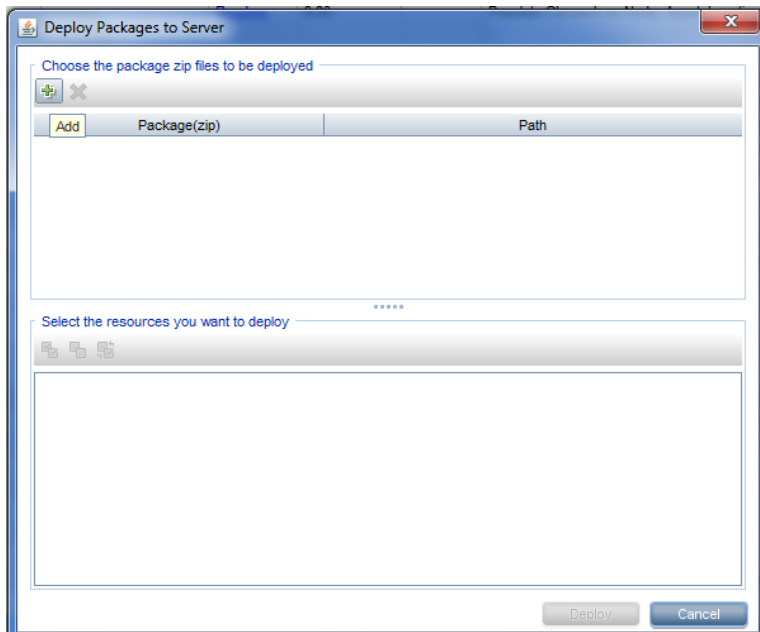 Deploy Packages to Server
Choose the package zip files to be deployed
Add
Package(zip) Path
Select the resources you want to deploy
Deploy Cancel